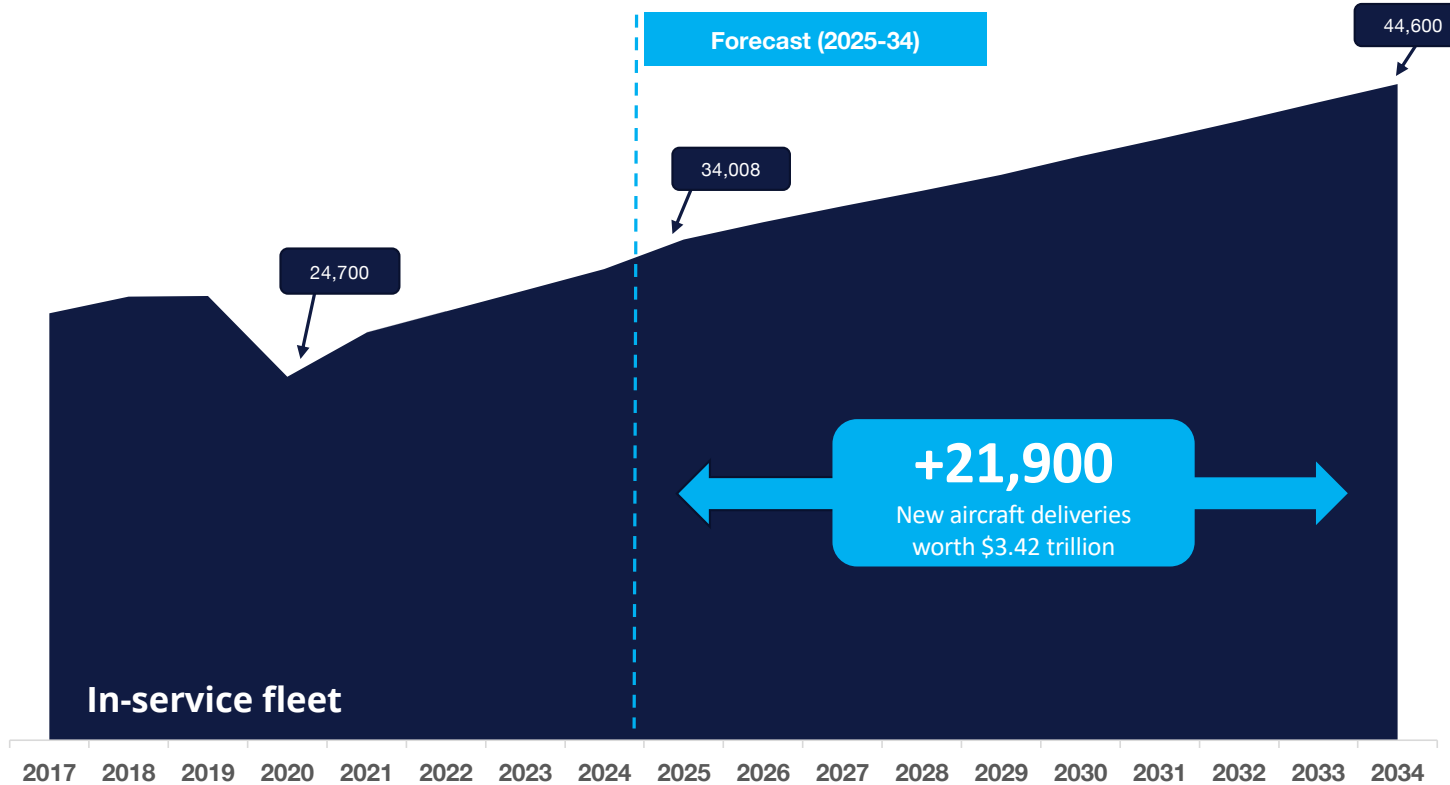 Forecast (2025-34)
44,600
34,008
24,700
+21,900
New aircraft deliveries
worth $3.42 trillion
In-service fleet
2017 2018 2019 2020 2021 2022 2023 2024 2025 2026 2027 2028 2029 2030 2031 2032 2033 2034